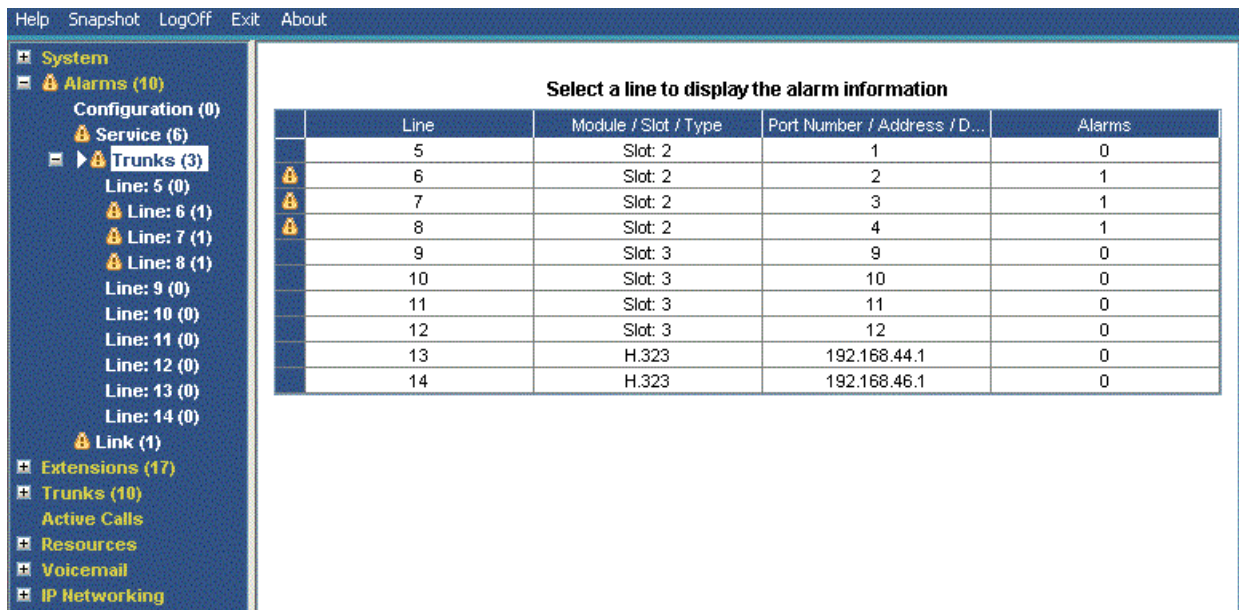 Help Snapshot LogOff Exit About
System
Alarms (10)
Configuration (0)
Service (6)
Trunks (3)
Line: 5 (0)
Line: 6 (1)
Line: 7 (1)
Line: 8 (1)
Line: 9 (0)
Line: 10 (0)
Line: 11 (0)
Line: 12 (0)
Line: 13 (0)
Line: 14 (0)
Link (1)
Extensions (17)
Trunks (10)
Active Calls
Resources
Voicemail
IP Networking
Select a line to display the alarm information
Line Module / Slot / Type Port Number / Address / D... Alarms
5 Slot: 2 1 0
6 Slot: 2 2 1
7 Slot: 2 3 1
8 Slot: 2 4 1
9 Slot: 3 9 0
10 Slot: 3 10 0
11 Slot: 3 11 0
12 Slot: 3 12 0
13 H.323 192.168.44.1 0
14 H.323 192.168.46.1 0